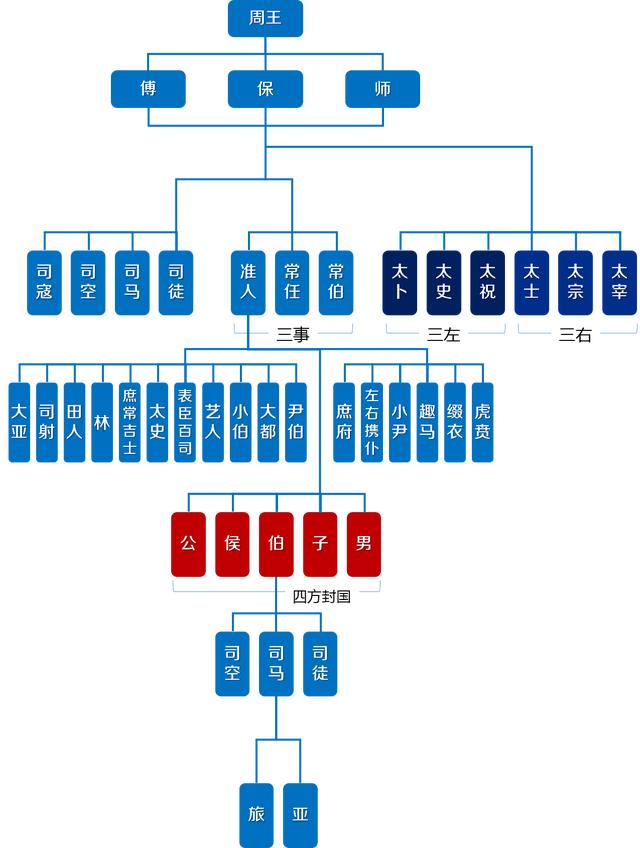 周王
傅
保
师
司寇
司空
司马
司徒
准人
常任
常伯
太卜
太史
太祝
太士
太宗
太宰
三事
三左
三右
大亚
司射
田人
林
庶常吉士
太史
表臣百司
艺人
小伯
大都
尹伯
庶府
左右携仆
小尹
趣马
缀衣
虎贲
公
侯
伯
子
男
四方封国
司空
司马
司徒
旅
亚